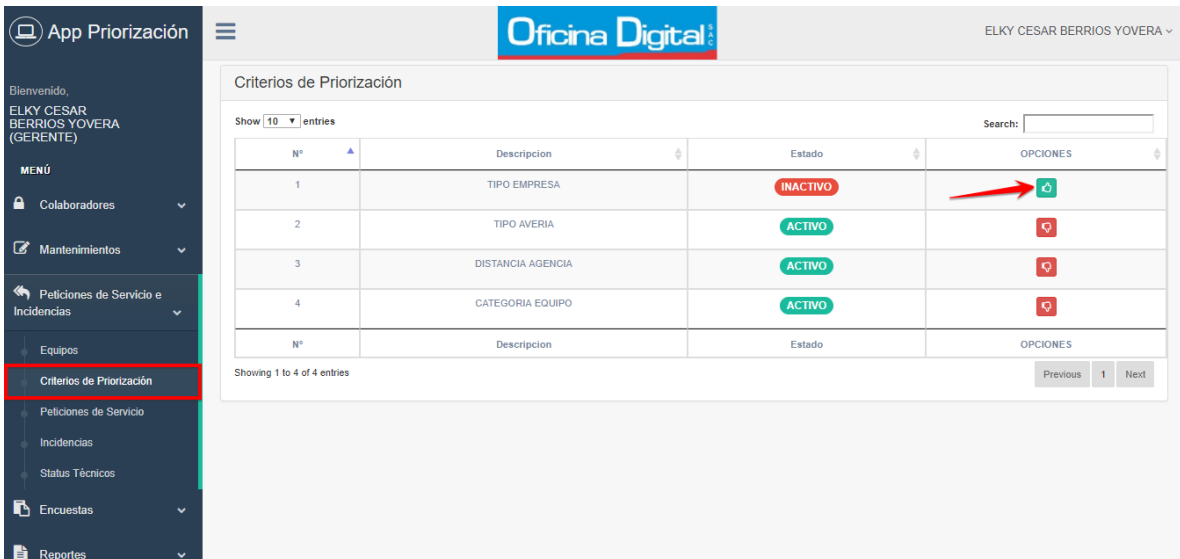 App Priorización
Oficina Digital SAC
ELKY CESAR BERRIOS YOVERA
Bienvenido,
ELKY CESAR
BERRIOS YOVERA
(GERENTE)
MENÚ
Colaboradores
Mantenimientos
Peticiones de Servicio e
Incidencias
Equipos
Criterios de Priorización
Peticiones de Servicio
Incidencias
Status Técnicos
Encuestas
Reportes
Criterios de Priorización
Show 10 entries
Search:
N° Descripcion Estado OPCIONES
1 TIPO EMPRESA INACTIVO
2 TIPO AVERIA ACTIVO
3 DISTANCIA AGENCIA ACTIVO
4 CATEGORIA EQUIPO ACTIVO
N° Descripcion Estado OPCIONES
Showing 1 to 4 of 4 entries
Previous 1 Next